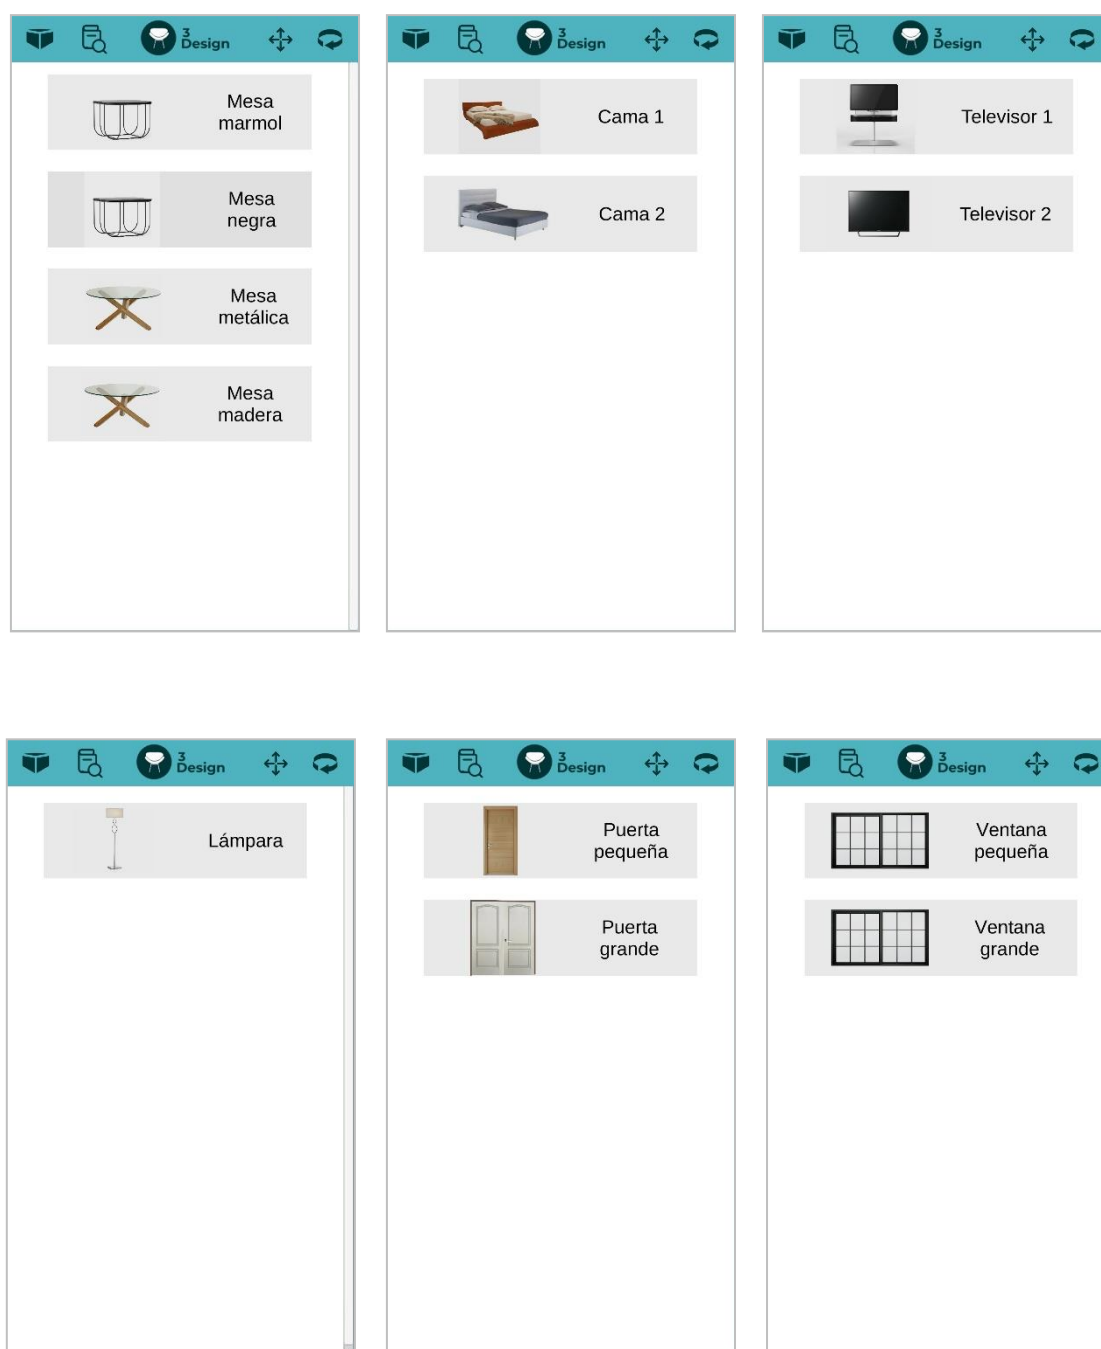 3
Design
3
Design
3
Design
Mesa
marmol
Mesa
negra
Mesa
metálica
Mesa
madera
Cama 1
Cama 2
Televisor 1
Televisor 2
3
Design
3
Design
3
Design
Lámpara
Puerta
pequeña
Puerta
grande
Ventana
pequeña
Ventana
grande